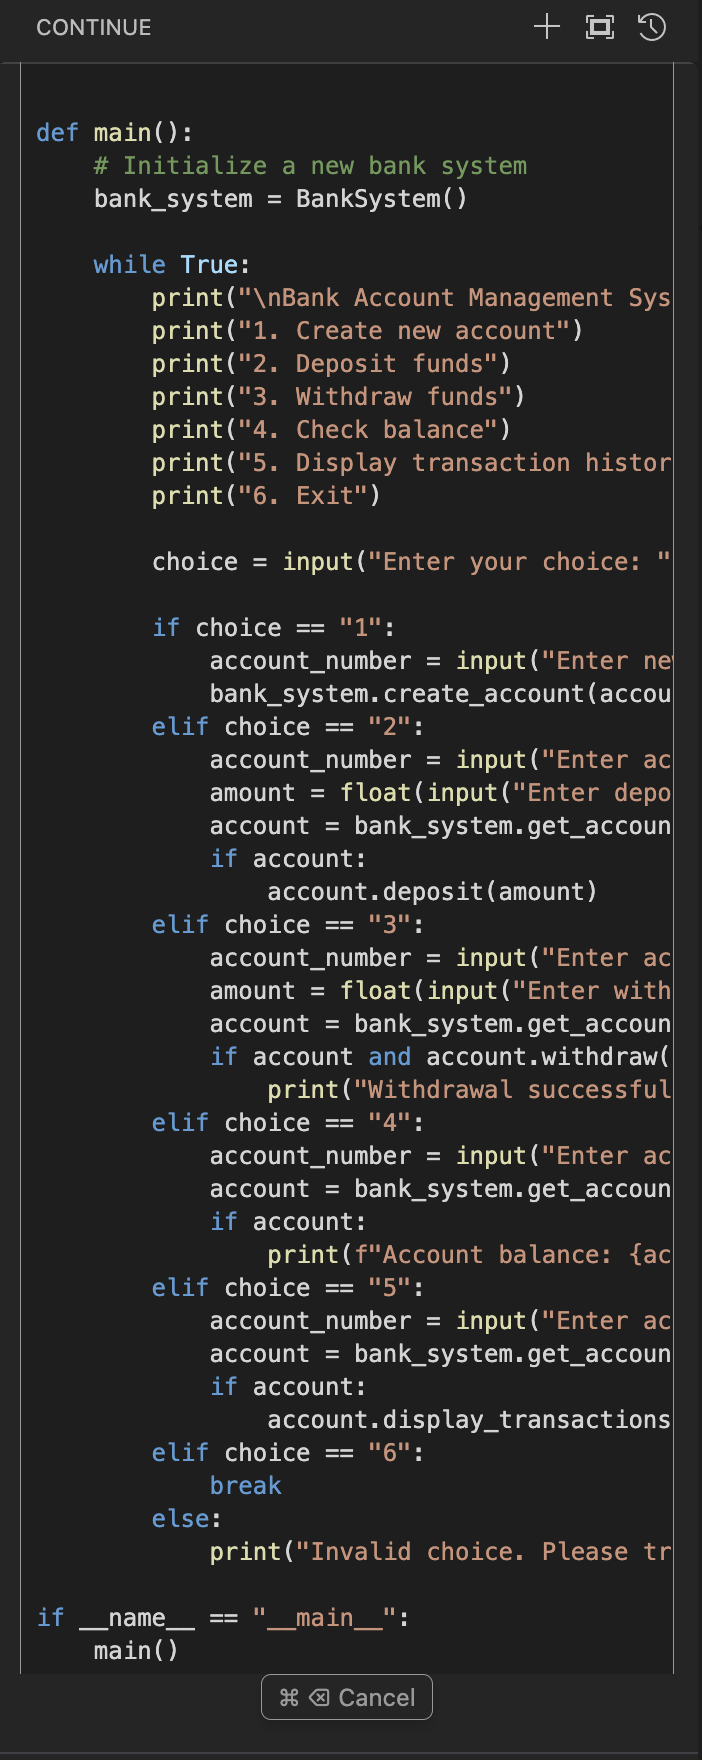 CONTINUE
def main():
    # Initialize a new bank system
    bank_system = BankSystem()
    while True:
        print("\nBank Account Management Sys
        print("1. Create new account")
        print("2. Deposit funds")
        print("3. Withdraw funds")
        print("4. Check balance")
        print("5. Display transaction histor
        print("6. Exit")
        choice = input("Enter your choice: "
        if choice == "1":
            account_number = input("Enter ne
            bank_system.create_account(accou
        elif choice == "2":
            account_number = input("Enter ac
            amount = float(input("Enter depo
            account = bank_system.get_accoun
            if account:
                account.deposit(amount)
        elif choice == "3":
            account_number = input("Enter ac
            amount = float(input("Enter with
            account = bank_system.get_accoun
            if account and account.withdraw(
                print("Withdrawal successful
        elif choice == "4":
            account_number = input("Enter ac
            account = bank_system.get_accoun
            if account:
                print(f"Account balance: {ac
        elif choice == "5":
            account_number = input("Enter ac
            account = bank_system.get_accoun
            if account:
                account.display_transactions
        elif choice == "6":
            break
        else:
            print("Invalid choice. Please tr
if __name__ == "__main__":
    main()
⌘ ⌫ Cancel